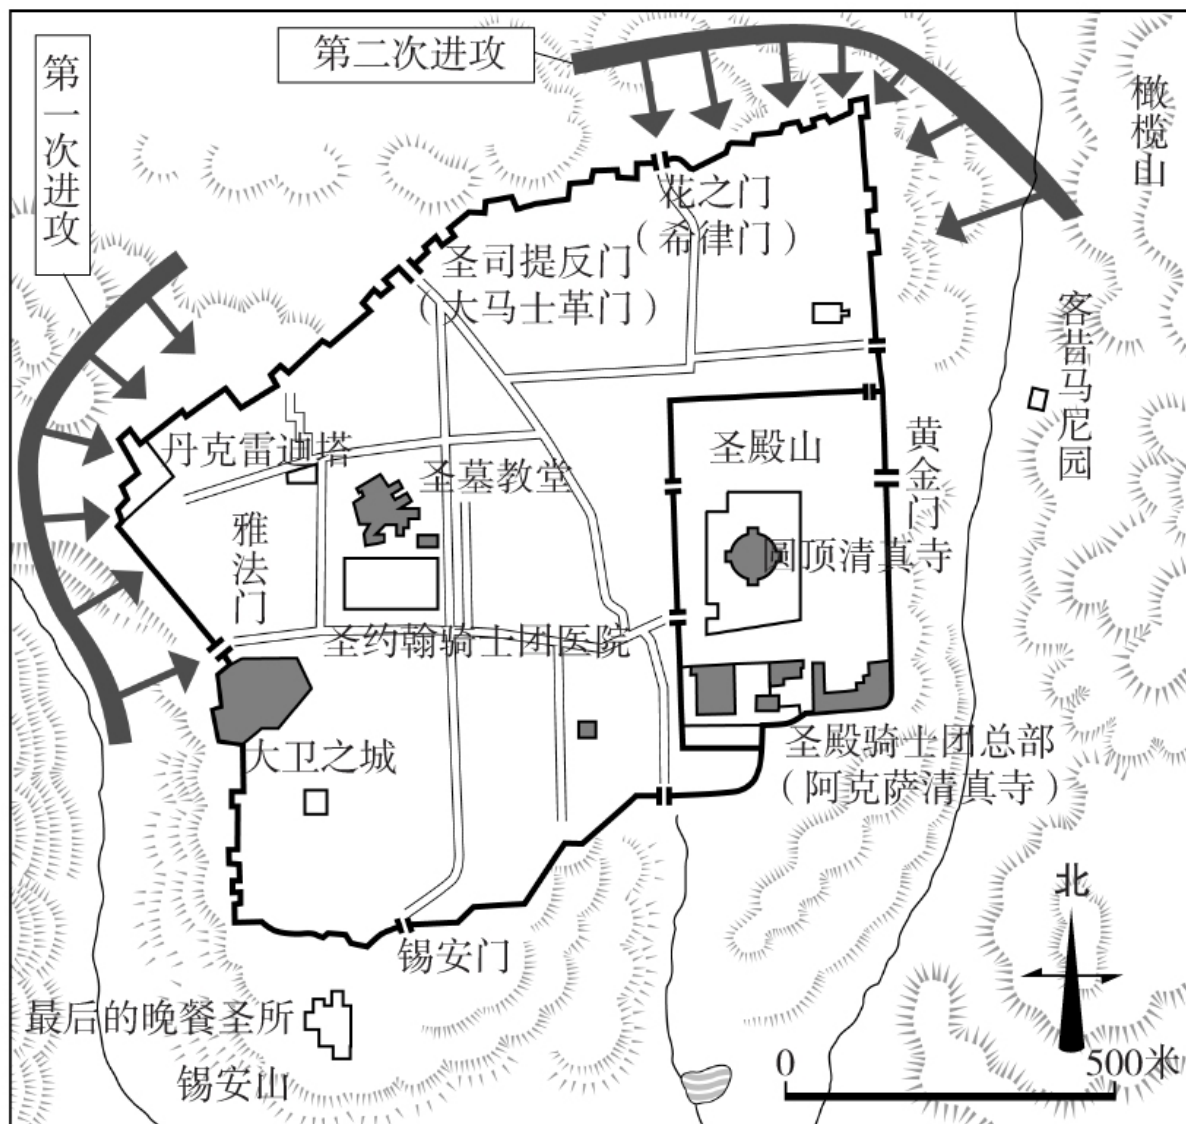 第二次进攻
第一次进攻
橄榄山
花之门
（希律门）
圣司提反门
（大马士革门）
客昔马尼园
丹克雷迪塔
圣墓教堂
圣殿山
黄金门
雅法门
圆顶清真寺
圣约翰骑士团医院
大卫之城
圣殿骑士团总部
（阿克萨清真寺）
北
锡安门
最后的晚餐圣所
锡安山
0
500米